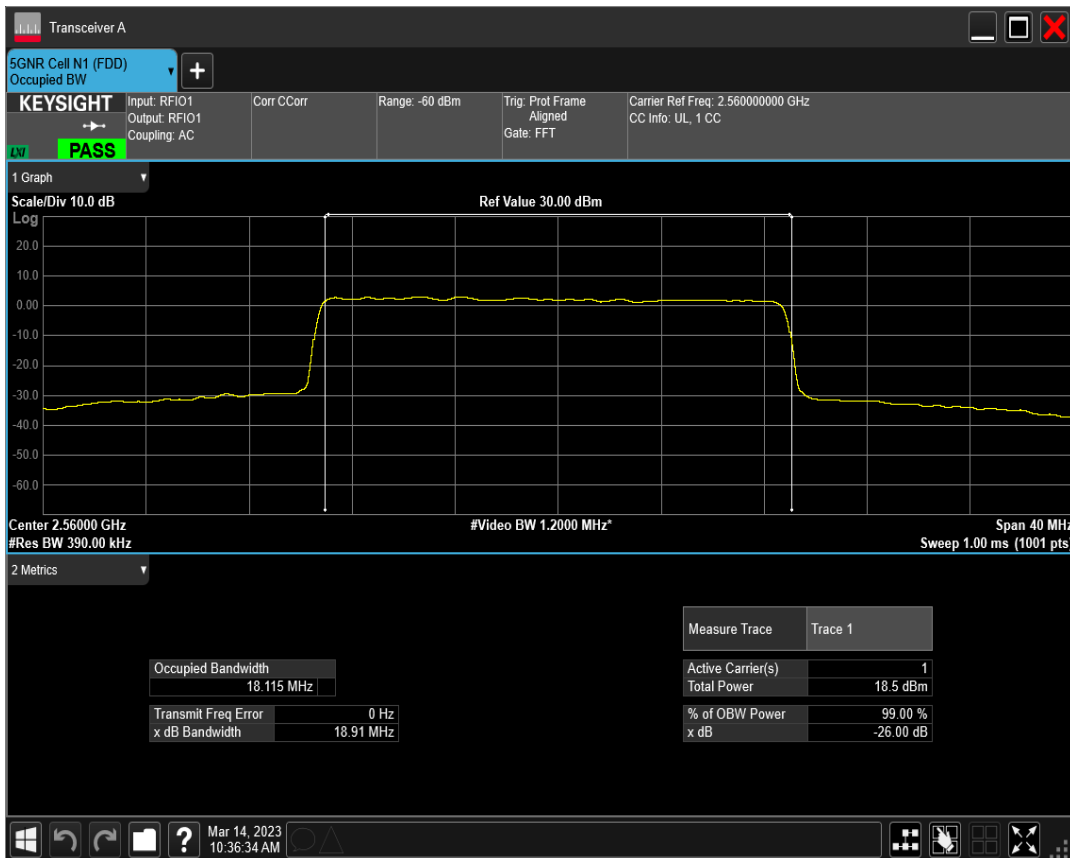 Transceiver A
5GNR Cell N1 (FDD)
Occupied BW
+
KEYSIGHT
LXI
PASS
Input: RFIO1
Output: RFIO1
Coupling: AC
Corr CCorr
Range: -60 dBm
Trig: Prot Frame
Aligned
Gate: FFT
Carrier Ref Freq: 2.560000000 GHz
CC Info: UL, 1 CC
1 Graph
Scale/Div 10.0 dB
Ref Value 30.00 dBm
Log
20.0
10.0
0.00
-10.0
-20.0
-30.0
-40.0
-50.0
-60.0
Center 2.56000 GHz
#Video BW 1.2000 MHz*
Span 40 MHz
#Res BW 390.00 kHz
Sweep 1.00 ms (1001 pts)
2 Metrics
Measure Trace Trace 1
Occupied Bandwidth
18.115 MHz
Active Carrier(s) 1
Total Power 18.5 dBm
Transmit Freq Error 0 Hz
x dB Bandwidth 18.91 MHz
% of OBW Power 99.00 %
x dB -26.00 dB
?
Mar 14, 2023
10:36:34 AM